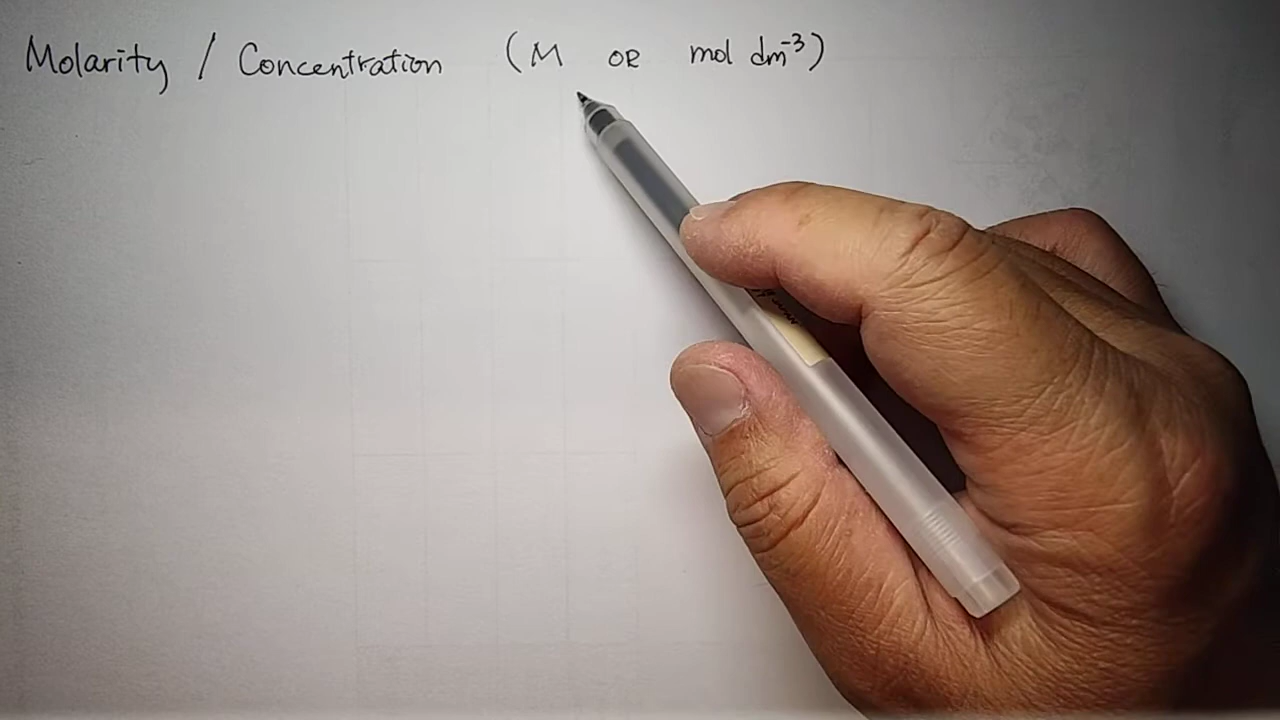 Molarity / Concentration (M OR mol dm⁻³)